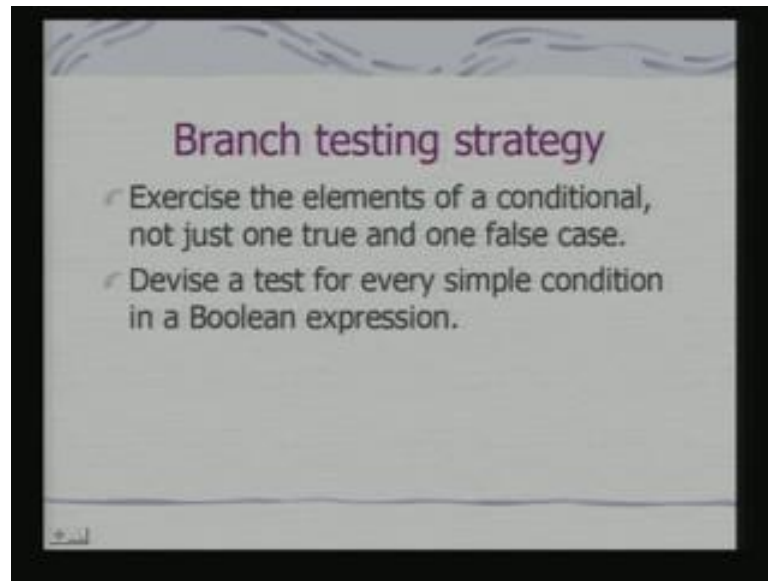 Branch testing strategy
Exercise the elements of a conditional,
not just one true and one false case.
Devise a test for every simple condition
in a Boolean expression.